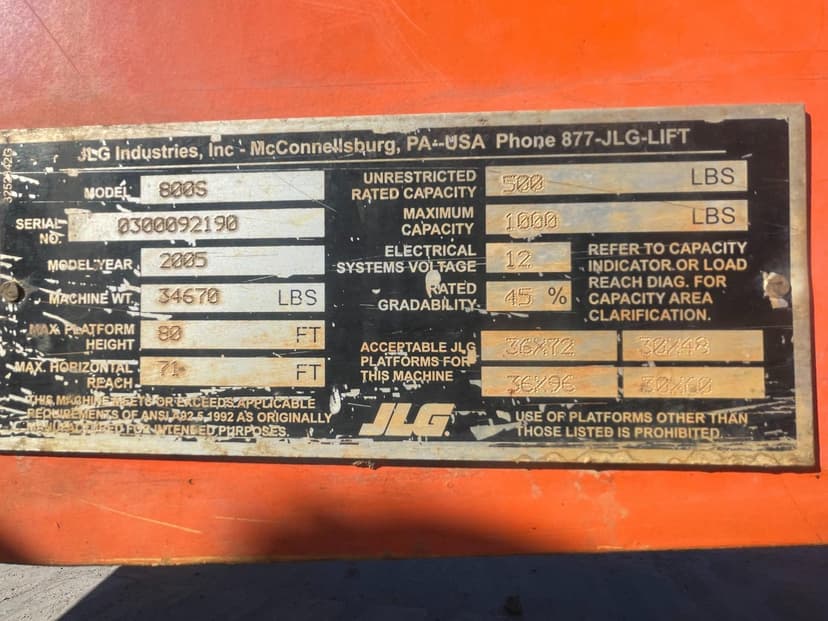 JLG Industries, Inc - McConnellsburg, PA-USA Phone 877-JLG-LIFT
MODEL 800S
SERIAL NO. 0300092190
MODEL YEAR 2005
MACHINE WT. 34670 LBS
MAX. PLATFORM HEIGHT 80 FT
MAX. HORIZONTAL REACH 71 FT
THIS MACHINE MEETS OR EXCEEDS APPLICABLE
REQUIREMENTS OF ANSI A92.5-1992 AS ORIGINALLY
MANUFACTURED FOR INTENDED PURPOSES.
UNRESTRICTED RATED CAPACITY 500 LBS
MAXIMUM CAPACITY 1000 LBS
ELECTRICAL SYSTEMS VOLTAGE 12
RATED GRADABILITY 45 %
REFER TO CAPACITY
INDICATOR OR LOAD
REACH DIAG. FOR
CAPACITY AREA
CLARIFICATION.
ACCEPTABLE JLG
PLATFORMS FOR
THIS MACHINE
36X72 30X48
36X96 30X60
JLG
USE OF PLATFORMS OTHER THAN
THOSE LISTED IS PROHIBITED.